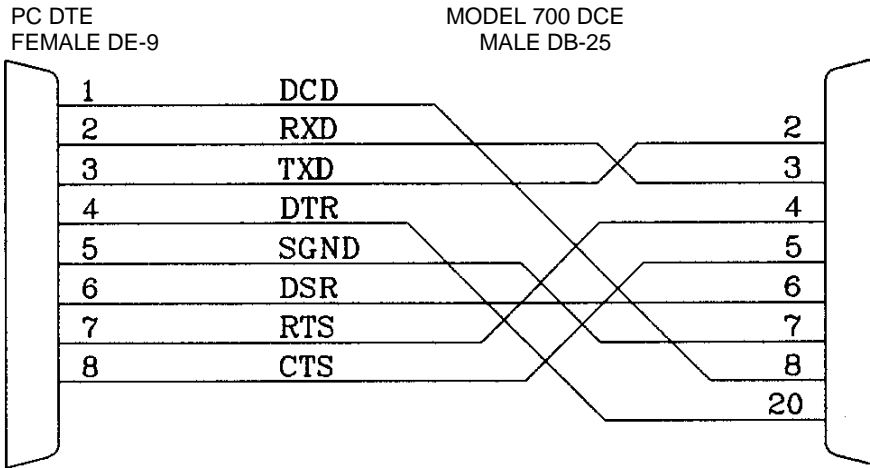 PC DTE
FEMALE DE-9
MODEL 700 DCE
MALE DB-25
1 DCD
2 RXD 2
3 TXD 3
4 DTR 4
5 SGND 5
6 DSR 6
7 RTS 7
8 CTS 8
20